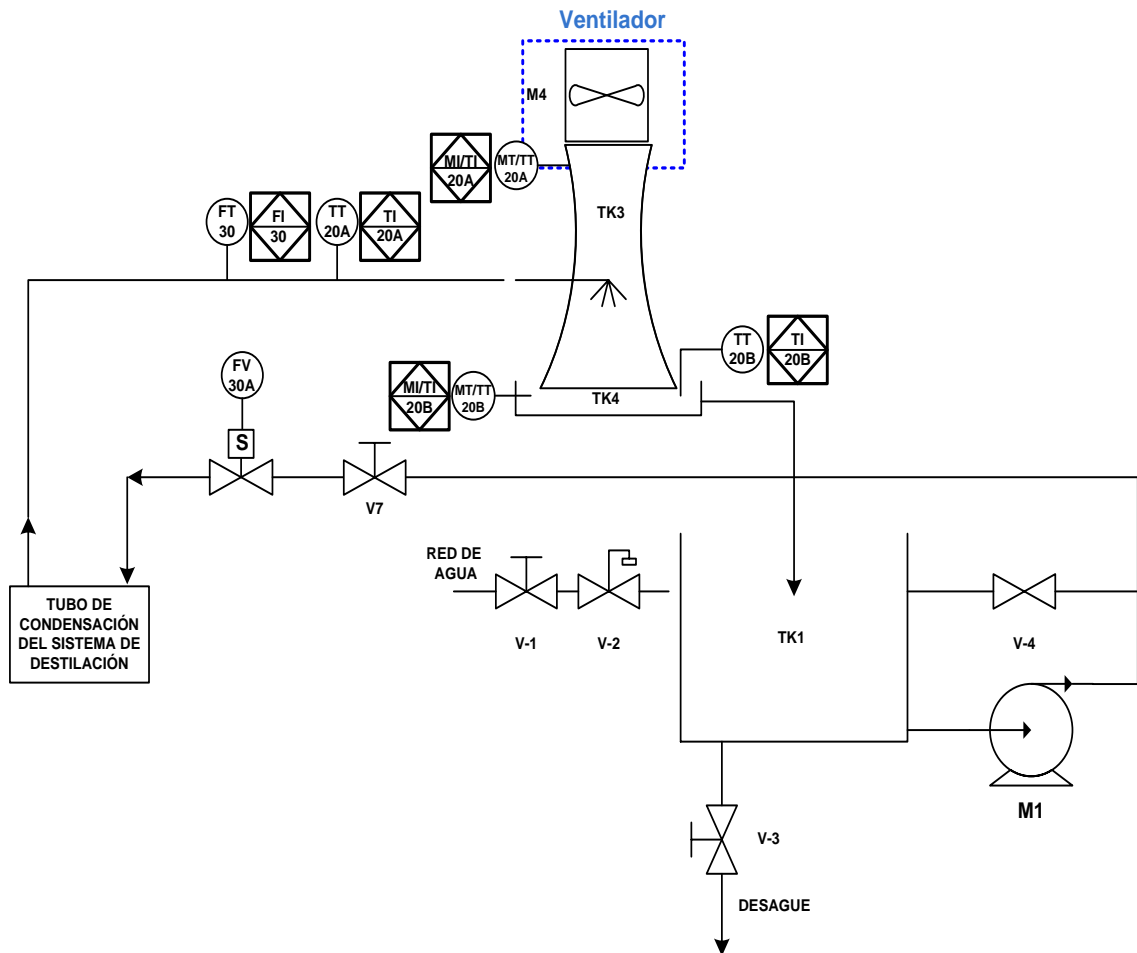 Ventilador
M4
MI/TI
20A
MT/TT
20A
TK3
FT
30
FI
30
TT
20A
TI
20A
TT
20B
TI
20B
FV
30A
MI/TI
20B
MT/TT
20B
TK4
S
V7
RED DE
AGUA
V-1
V-2
TK1
V-4
TUBO DE
CONDENSACIÓN
DEL SISTEMA DE
DESTILACIÓN
M1
V-3
DESAGUE